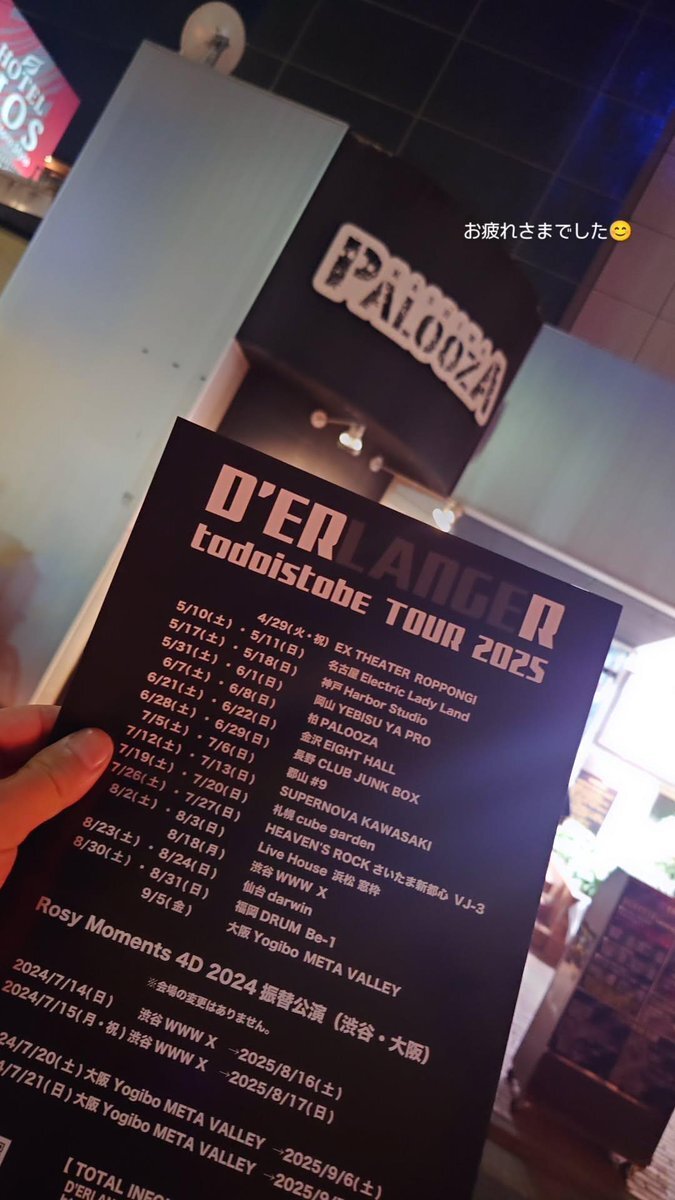 HOTEL
お疲れさまでした😊
PALOOZA
D'ERLANGER
todoistobe TOUR 2025
4/29(火・祝) EX THEATER ROPPONGI
5/10(土)・5/11(日) 名古屋 Electric Lady Land
5/17(土)・5/18(日) 神戸 Harbor Studio
5/31(土)・6/1(日) 岡山 YEBISU YA PRO
6/7(土)・6/8(日) 柏 PALOOZA
6/21(土)・6/22(日) 金沢 EIGHT HALL
6/28(土)・6/29(日) 長野 CLUB JUNK BOX
7/5(土)・7/6(日) 郡山 #9
7/12(土)・7/13(日) SUPERNOVA KAWASAKI
7/19(土)・7/20(日) 札幌 cube garden
7/26(土)・7/27(日) HEAVEN'S ROCK さいたま新都心 VJ-3
8/2(土)・8/3(日) Live House 浜松 窓枠
8/18(月) 渋谷 WWW X
8/23(土)・8/24(日) 仙台 darwin
8/30(土)・8/31(日) 福岡 DRUM Be-1
9/5(金) 大阪 Yogibo META VALLEY
Rosy Moments 4D 2024 振替公演（渋谷・大阪）
※会場の変更はありません。
2024/7/14(日) 渋谷 WWW X →2025/8/16(土)
2024/7/15(月・祝) 渋谷 WWW X →2025/8/17(日)
24/7/20(土) 大阪 Yogibo META VALLEY →2025/9/6(土)
4/7/21(日) 大阪 Yogibo META VALLEY →2025/9/
【 TOTAL INFO
D'ERLAN